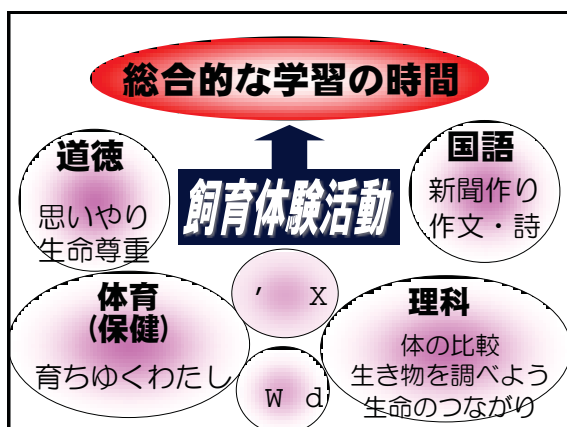 総合的な学習の時間
道徳
思いやり
生命尊重
国語
新聞作り
作文・詩
飼育体験活動
体育
(保健)
育ちゆくわたし
′ X
W d
理科
体の比較
生き物を調べよう
生命のつながり